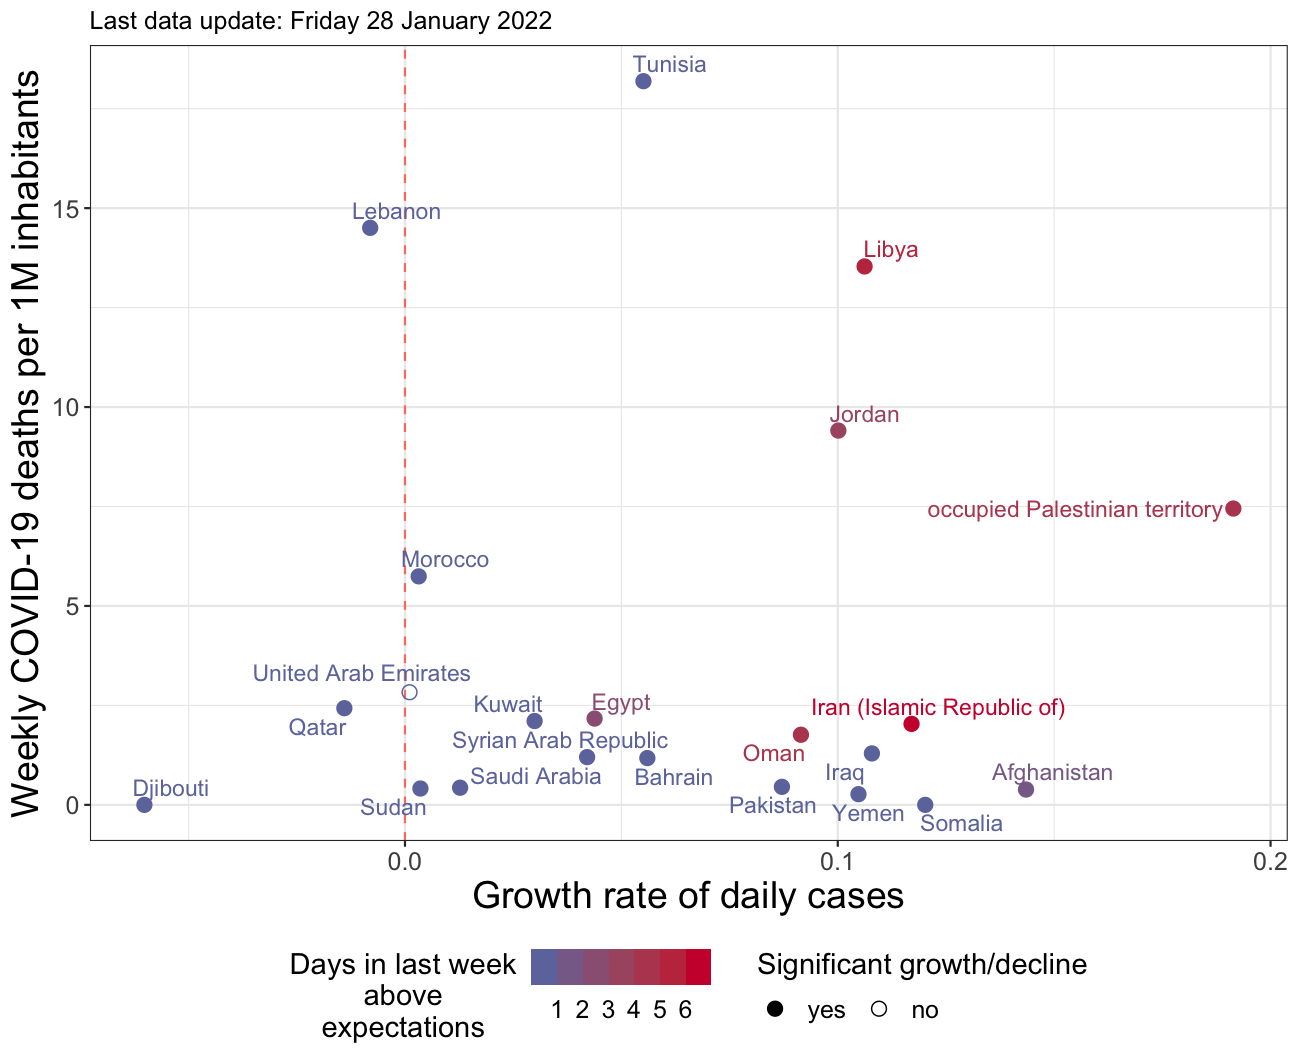 Last data update: Friday 28 January 2022
Weekly COVID-19 deaths per 1M inhabitants
15
10
5
0
Tunisia
Lebanon
Libya
Jordan
occupied Palestinian territory
Morocco
United Arab Emirates
Qatar
Kuwait
Egypt
Iran (Islamic Republic of)
Syrian Arab Republic
Oman
Saudi Arabia
Bahrain
Iraq
Afghanistan
Djibouti
Sudan
Pakistan
Yemen
Somalia
0.0
0.1
0.2
Growth rate of daily cases
Days in last week
above
expectations
1 2 3 4 5 6
Significant growth/decline
yes
no